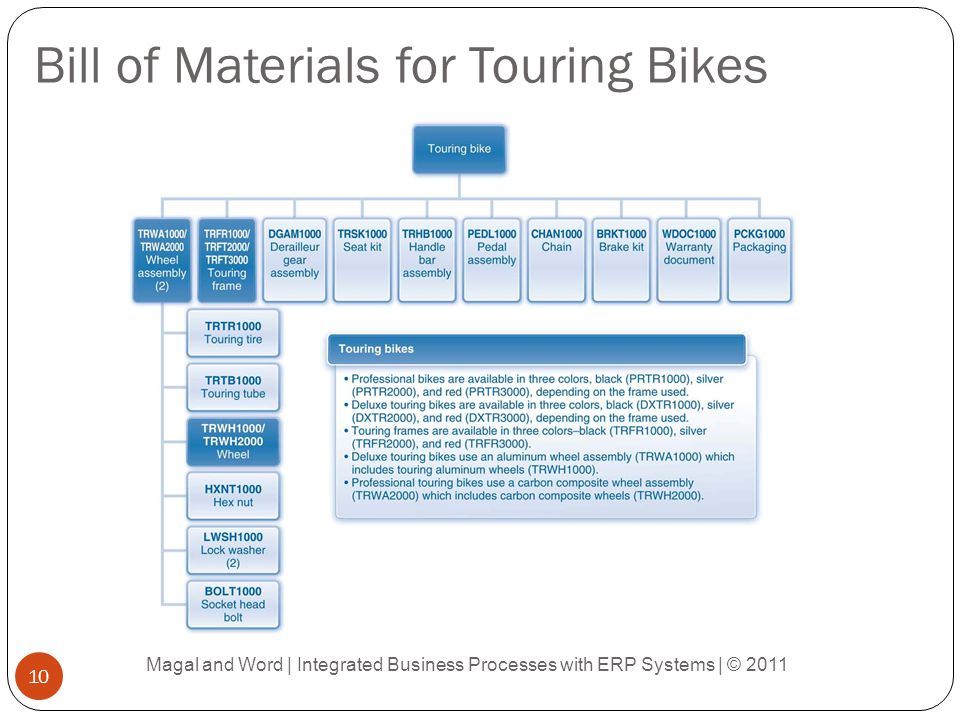 Bill of Materials for Touring Bikes
Touring bike
TRWA1000/
TRWA2000
Wheel
assembly
(2)
TRFR1000/
TRFT2000/
TRFT3000
Touring
frame
DGAM1000
Derailleur
gear
assembly
TRSK1000
Seat kit
TRHB1000
Handle
bar
assembly
PEDL1000
Pedal
assembly
CHAN1000
Chain
BRKT1000
Brake kit
WDOC1000
Warranty
document
PCKG1000
Packaging
TRTR1000
Touring tire
TRTB1000
Touring tube
TRWH1000/
TRWH2000
Wheel
HXNT1000
Hex nut
LWSH1000
Lock washer
(2)
BOLT1000
Socket head
bolt
Touring bikes
• Professional bikes are available in three colors, black (PRTR1000), silver
(PRTR2000), and red (PRTR3000), depending on the frame used.
• Deluxe touring bikes are available in three colors, black (DXTR1000), silver
(DXTR2000), and red (DXTR3000), depending on the frame used.
• Touring frames are available in three colors–black (TRFR1000), silver
(TRFR2000), and red (TRFR3000).
• Deluxe touring bikes use an aluminum wheel assembly (TRWA1000) which
includes touring aluminum wheels (TRWH1000).
• Professional touring bikes use a carbon composite wheel assembly
(TRWA2000) which includes carbon composite wheels (TRWH2000).
Magal and Word | Integrated Business Processes with ERP Systems | © 2011
10